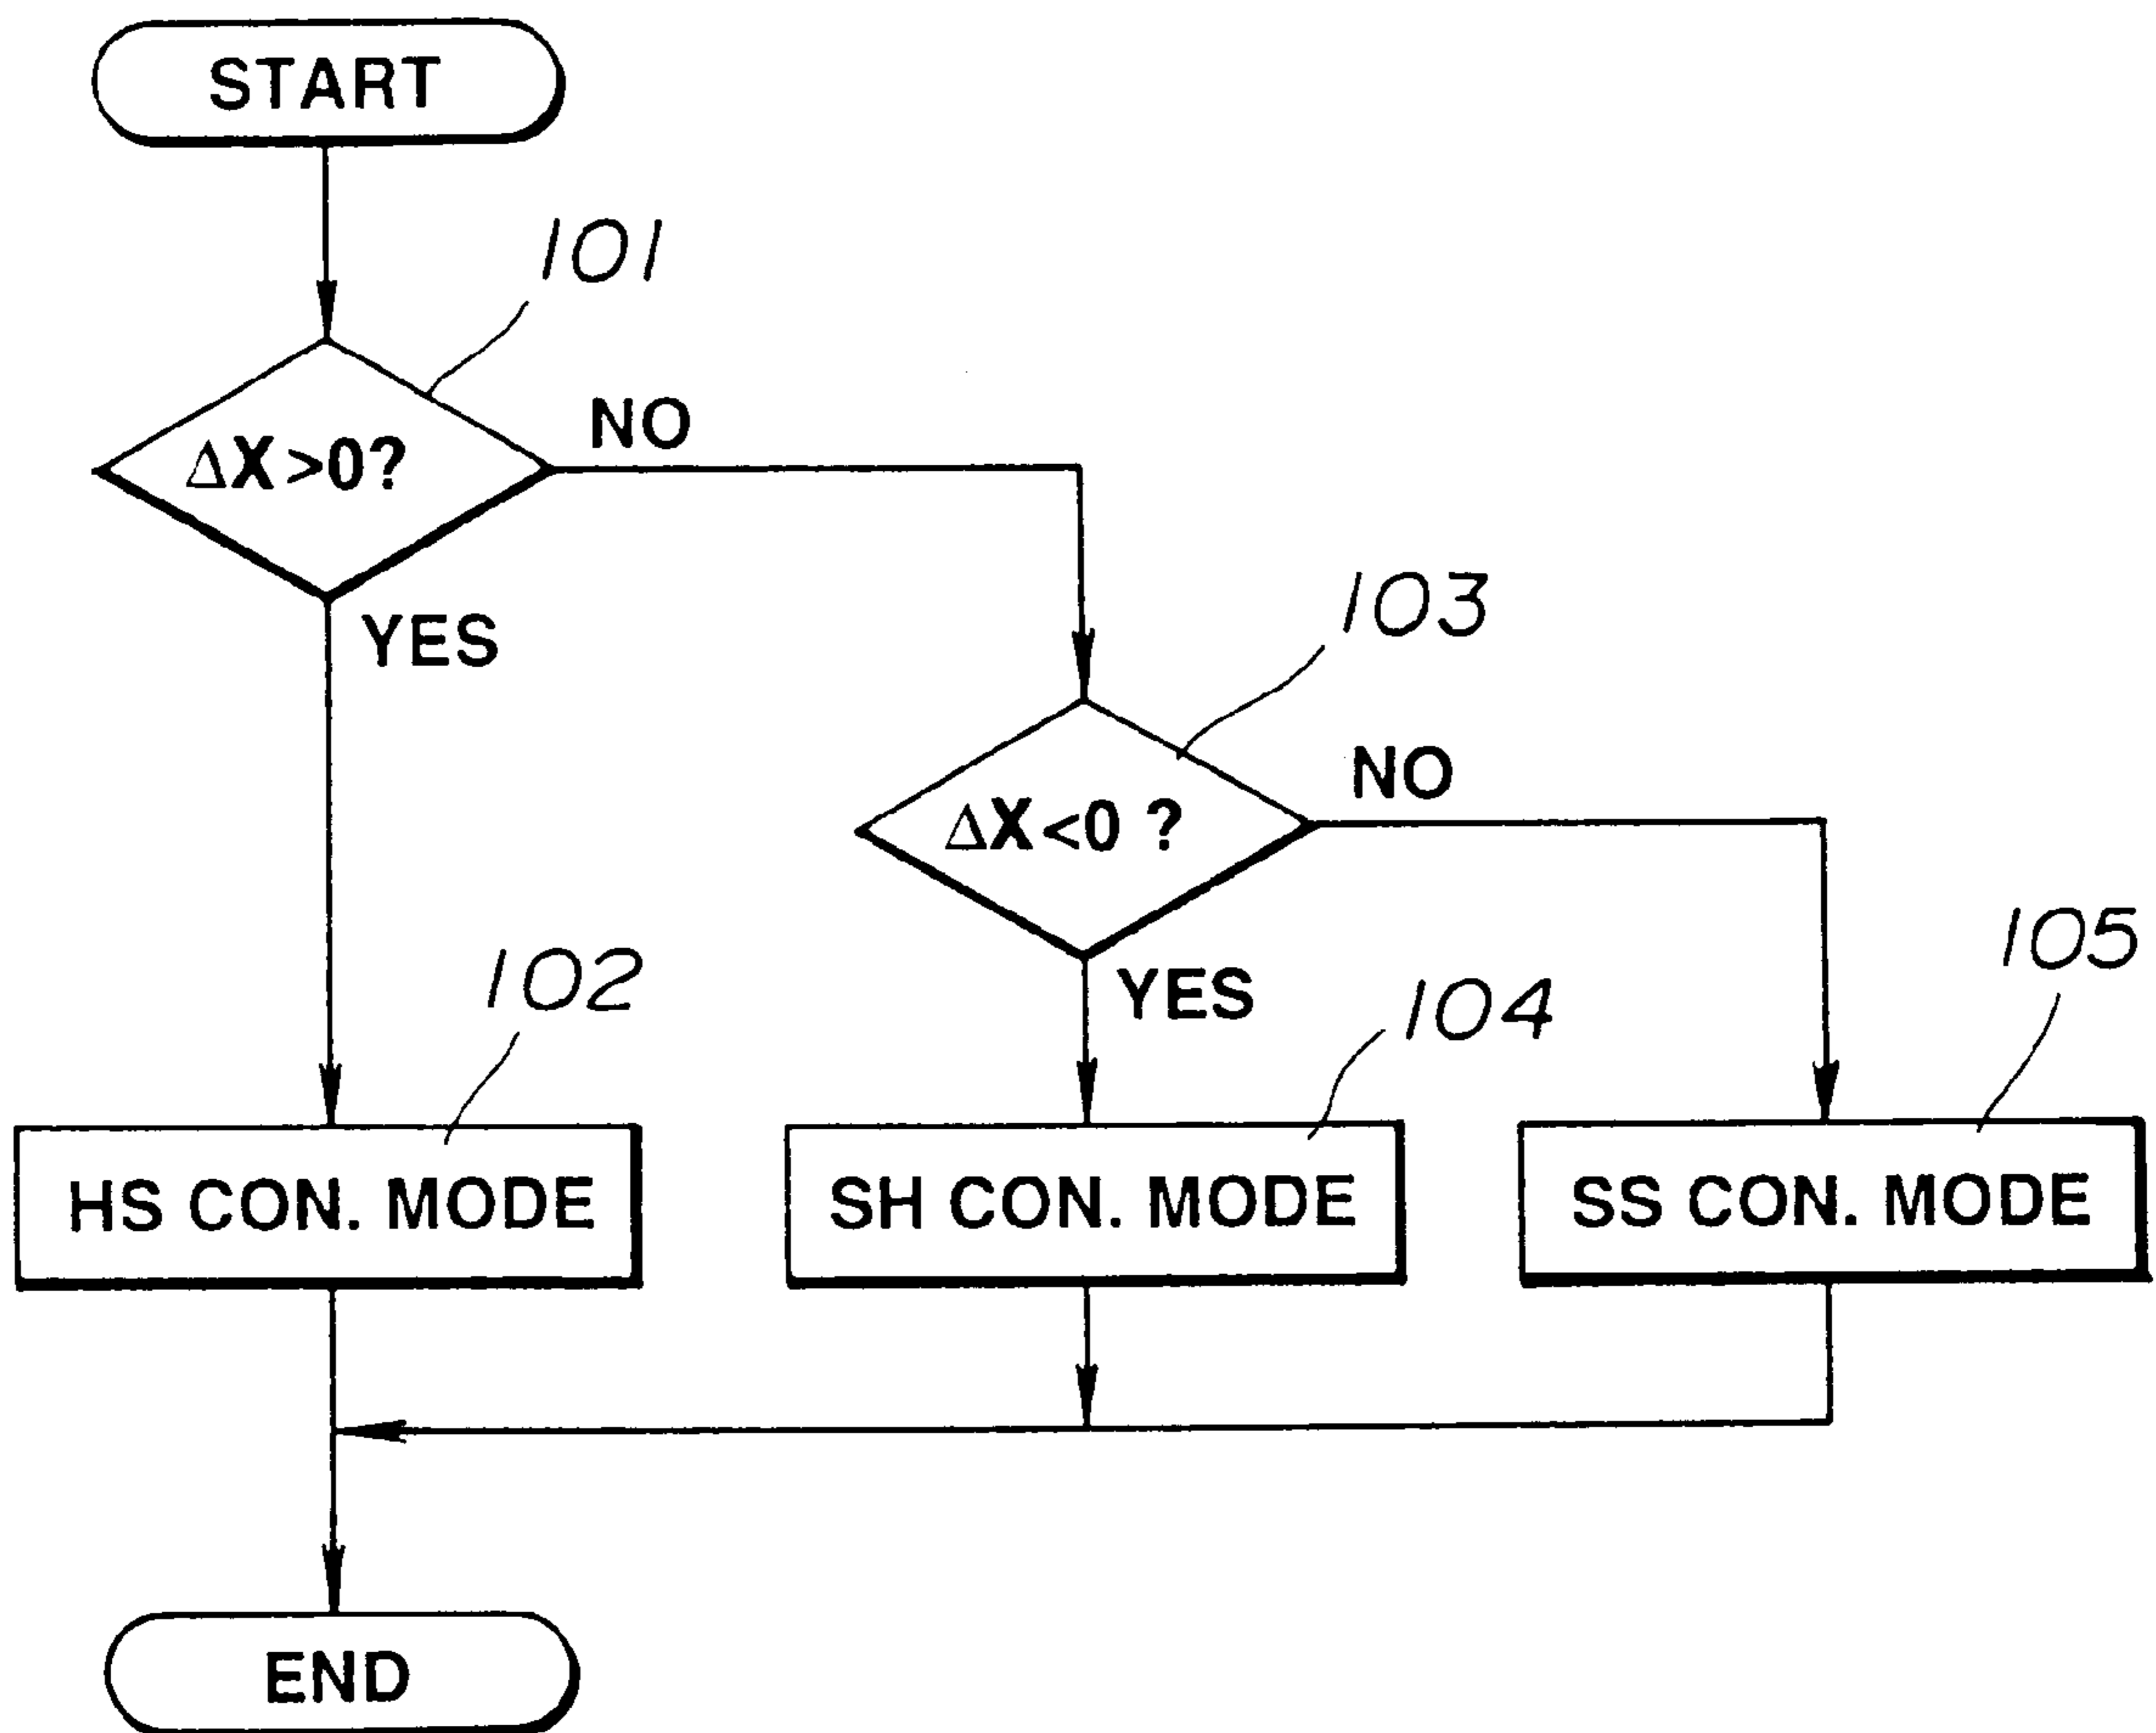 START
101
ΔX>0?
NO
YES
103
ΔX<0 ?
NO
YES
102
104
105
HS CON. MODE
SH CON. MODE
SS CON. MODE
END